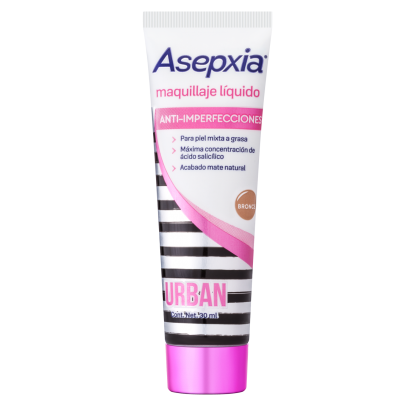 Asepxia
maquillaje líquido
ANTI-IMPERFECCIONES
Para piel mixta a grasa
Máxima concentración de
ácido salicílico
Acabado mate natural
URBAN
Cont. Net. 30 mL